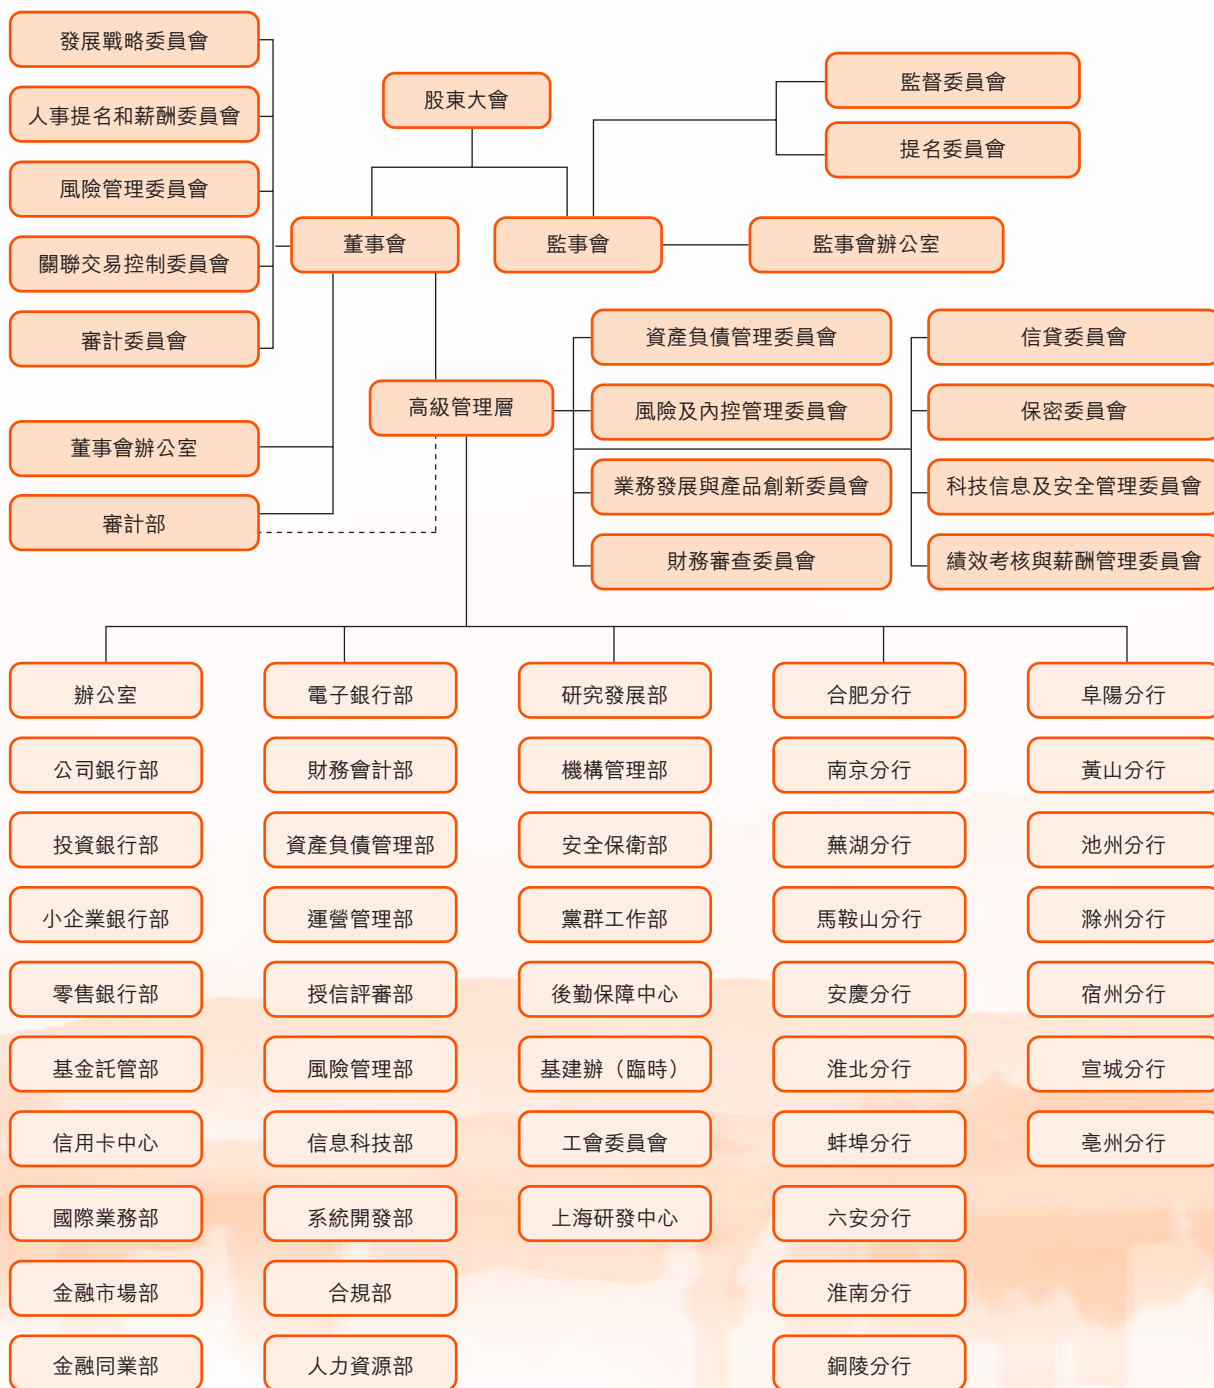 發展戰略委員會
人事提名和薪酬委員會
風險管理委員會
關聯交易控制委員會
審計委員會
股東大會
監督委員會
提名委員會
董事會
監事會
監事會辦公室
董事會辦公室
審計部
高級管理層
資產負債管理委員會
風險及內控管理委員會
業務發展與產品創新委員會
財務審查委員會
信貸委員會
保密委員會
科技信息及安全管理委員會
績效考核與薪酬管理委員會
辦公室
公司銀行部
投資銀行部
小企業銀行部
零售銀行部
基金託管部
信用卡中心
國際業務部
金融市場部
金融同業部
電子銀行部
財務會計部
資產負債管理部
運營管理部
授信評審部
風險管理部
信息科技部
系統開發部
合規部
人力資源部
研究發展部
機構管理部
安全保衛部
黨群工作部
後勤保障中心
基建辦（臨時）
工會委員會
上海研發中心
合肥分行
南京分行
蕪湖分行
馬鞍山分行
安慶分行
淮北分行
蚌埠分行
六安分行
淮南分行
銅陵分行
阜陽分行
黃山分行
池州分行
滁州分行
宿州分行
宣城分行
亳州分行